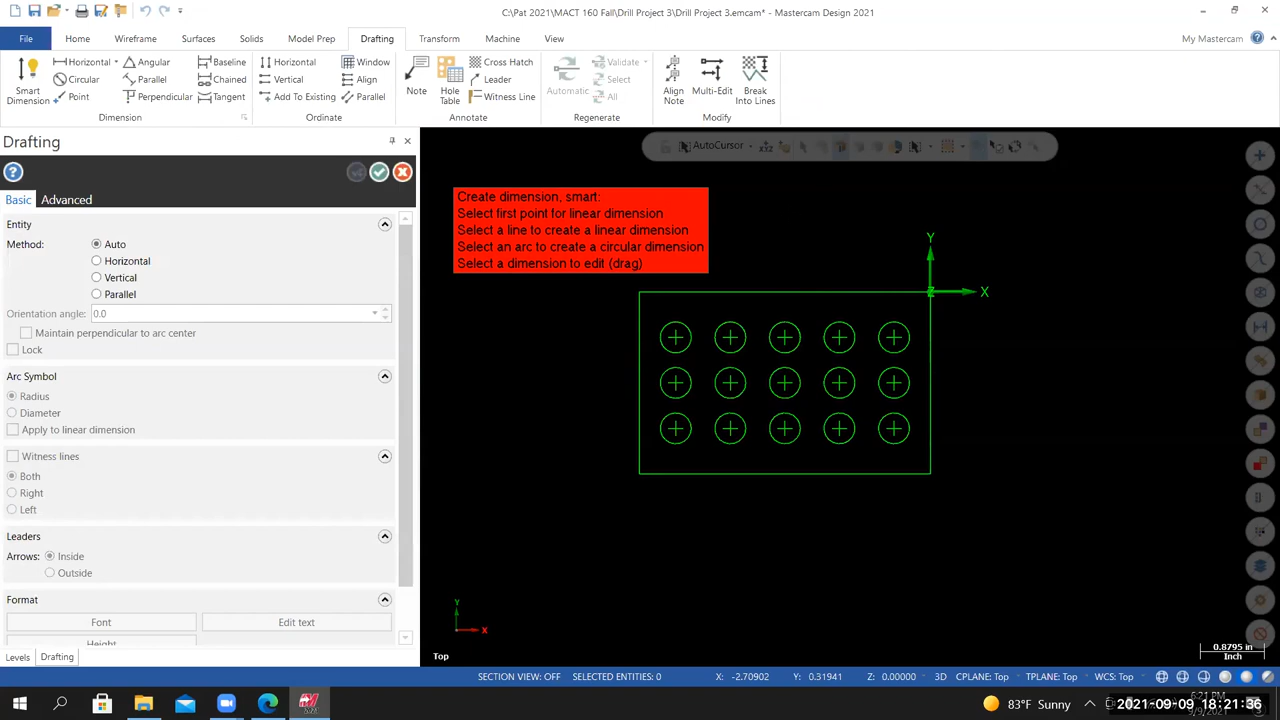 C:\Pat 2021\MACT 160 Fall\Drill Project 3\Drill Project 3.emcam* - Mastercam Design 2021
File Home Wireframe Surfaces Solids Model Prep Drafting Transform Machine View My Mastercam
Smart Dimension
Horizontal Angular Baseline
Circular Parallel Chained
Point Perpendicular Tangent
Dimension
Horizontal Window
Vertical Align
Add To Existing Parallel
Ordinate
Note
Hole Table
Cross Hatch
Leader
Witness Line
Annotate
Automatic
Validate
Select
All
Regenerate
Align Note
Multi-Edit
Break Into Lines
Modify
Drafting
Basic Advanced
Entity
Method: Auto
Horizontal
Vertical
Parallel
Orientation angle: 0.0
Maintain perpendicular to arc center
Lock
Arc Symbol
Radius
Diameter
Apply to linear dimension
Witness lines
Both
Right
Left
Leaders
Arrows: Inside
Outside
Format
Font Edit text
Height
Levels Drafting
AutoCursor
Create dimension, smart:
Select first point for linear dimension
Select a line to create a linear dimension
Select an arc to create a circular dimension
Select a dimension to edit (drag)
Y
Z X
Y
X
Top
0.8795 in
Inch
SECTION VIEW: OFF SELECTED ENTITIES: 0 X: -2.70902 Y: 0.31941 Z: 0.00000 3D CPLANE: Top TPLANE: Top WCS: Top
83°F Sunny
6:21 PM
9/9/2021
2021-09-09 18:21:36